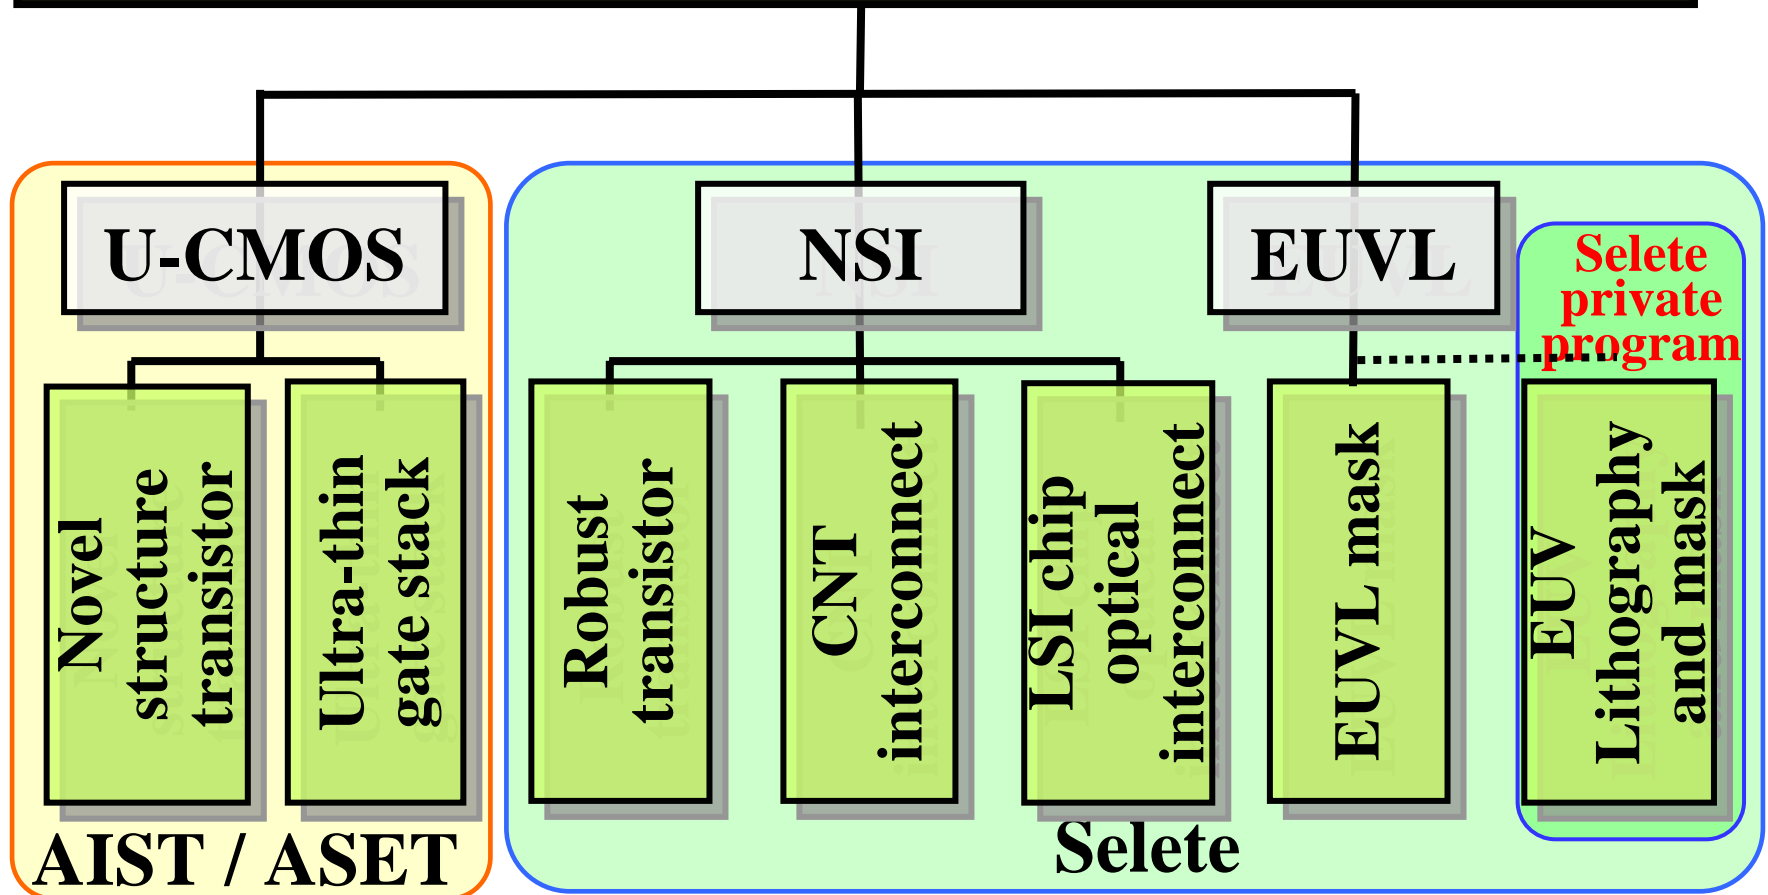 U-CMOS
NSI
EUVL
Selete
private
program
Novel
structure
transistor
Ultra-thin
gate stack
Robust
transistor
CNT
interconnect
LSI chip
optical
interconnect
EUVL mask
EUV
Lithography
and mask
AIST / ASET
Selete